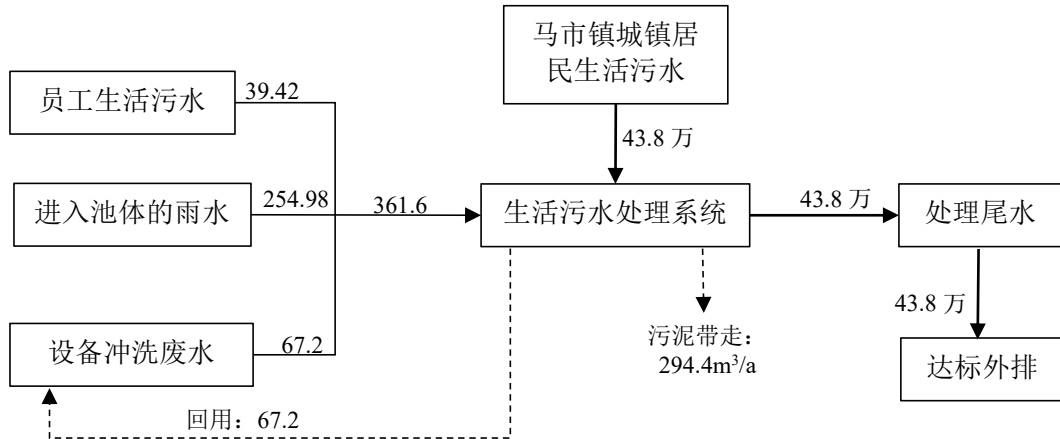 马市镇城镇居
民生活污水
员工生活污水
39.42
43.8 万
进入池体的雨水
254.98
361.6
生活污水处理系统
43.8 万
处理尾水
43.8 万
设备冲洗废水
67.2
污泥带走：
294.4m³/a
达标外排
回用：67.2